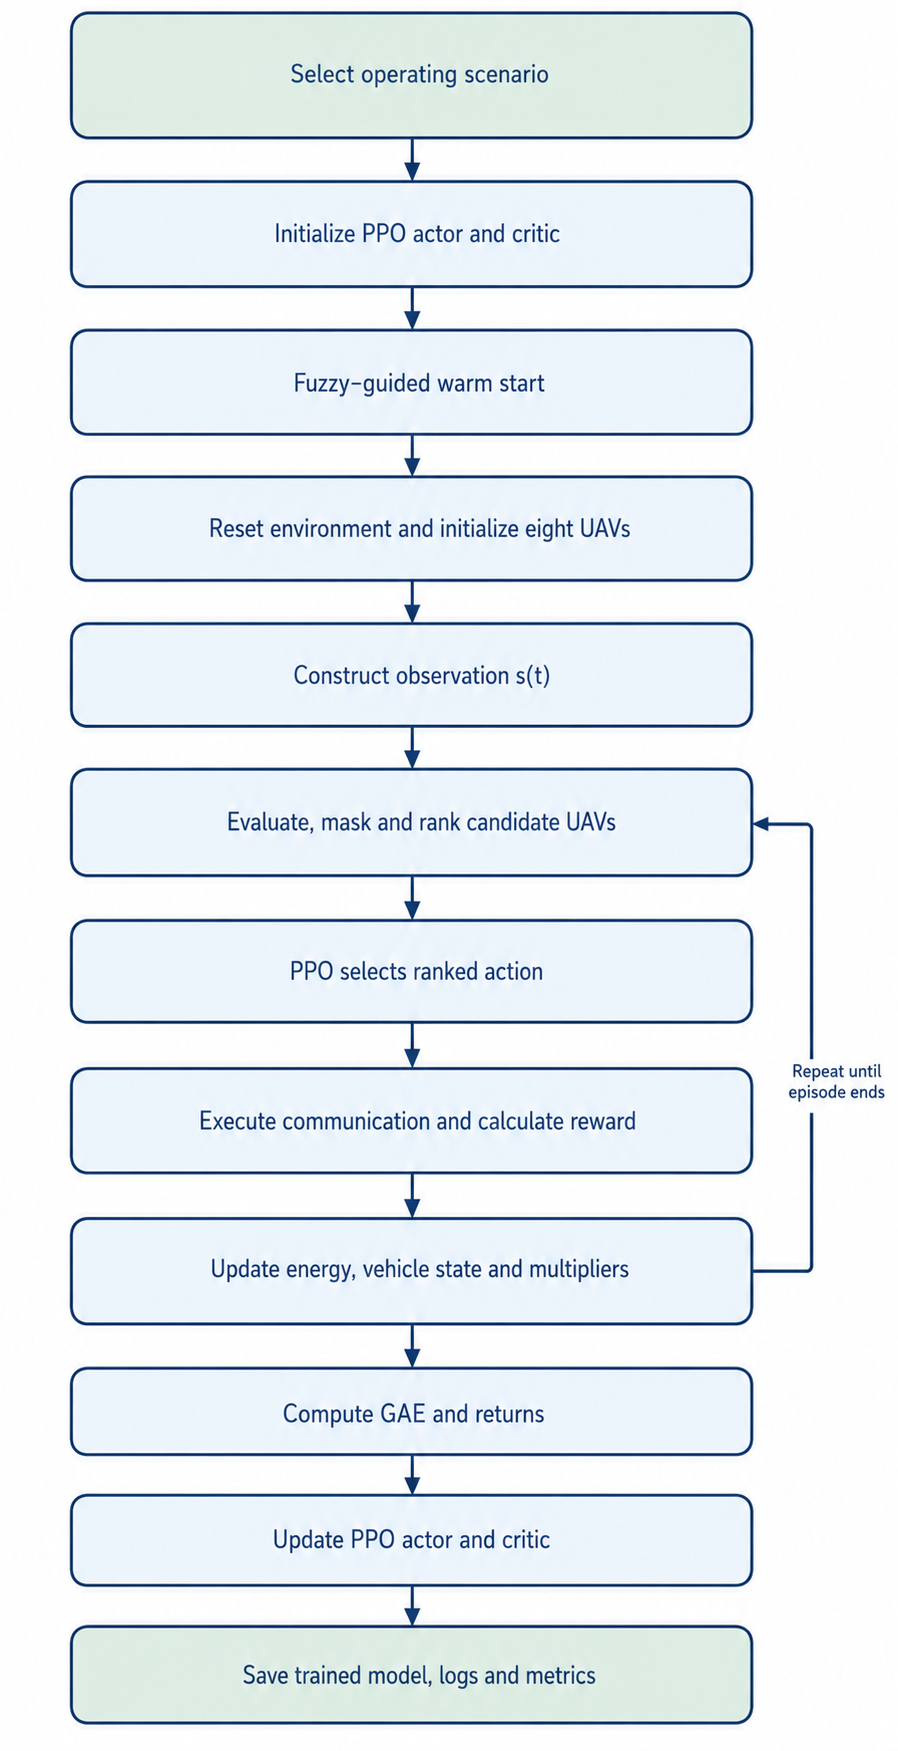 Select operating scenario
Initialize PPO actor and critic
Fuzzy-guided warm start
Reset environment and initialize eight UAVs
Construct observation s(t)
Evaluate, mask and rank candidate UAVs
PPO selects ranked action
Execute communication and calculate reward
Repeat until
episode ends
Update energy, vehicle state and multipliers
Compute GAE and returns
Update PPO actor and critic
Save trained model, logs and metrics